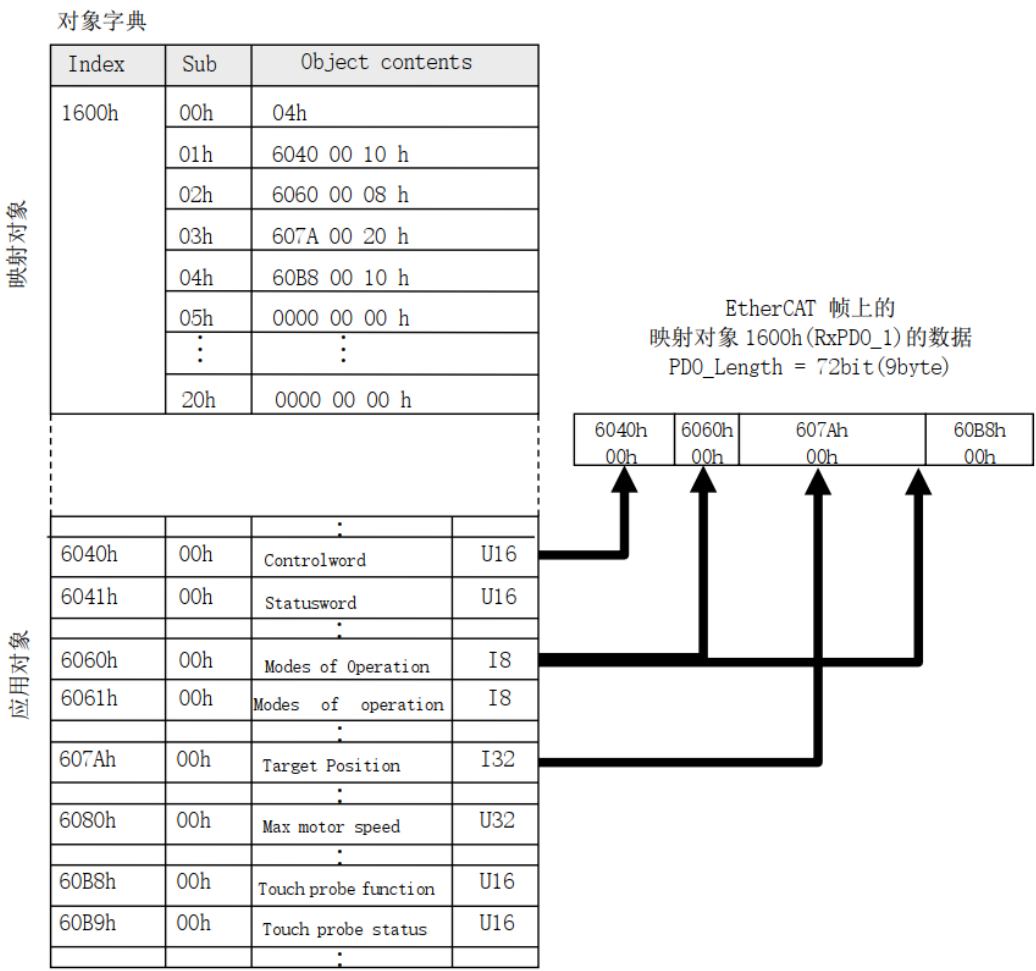 对象字典
Index Sub Object contents
1600h 00h 04h
01h 6040 00 10 h
02h 6060 00 08 h
03h 607A 00 20 h
04h 60B8 00 10 h
05h 0000 00 00 h
20h 0000 00 00 h
映射对象
EtherCAT 帧上的
映射对象1600h(RxPDO_1)的数据
PDO_Length = 72bit(9byte)
6040h 6060h 607Ah 60B8h
00h 00h 00h 00h
应用对象
6040h 00h Controlword U16
6041h 00h Statusword U16
6060h 00h Modes of Operation I8
6061h 00h Modes of operation I8
607Ah 00h Target Position I32
6080h 00h Max motor speed U32
60B8h 00h Touch probe function U16
60B9h 00h Touch probe status U16